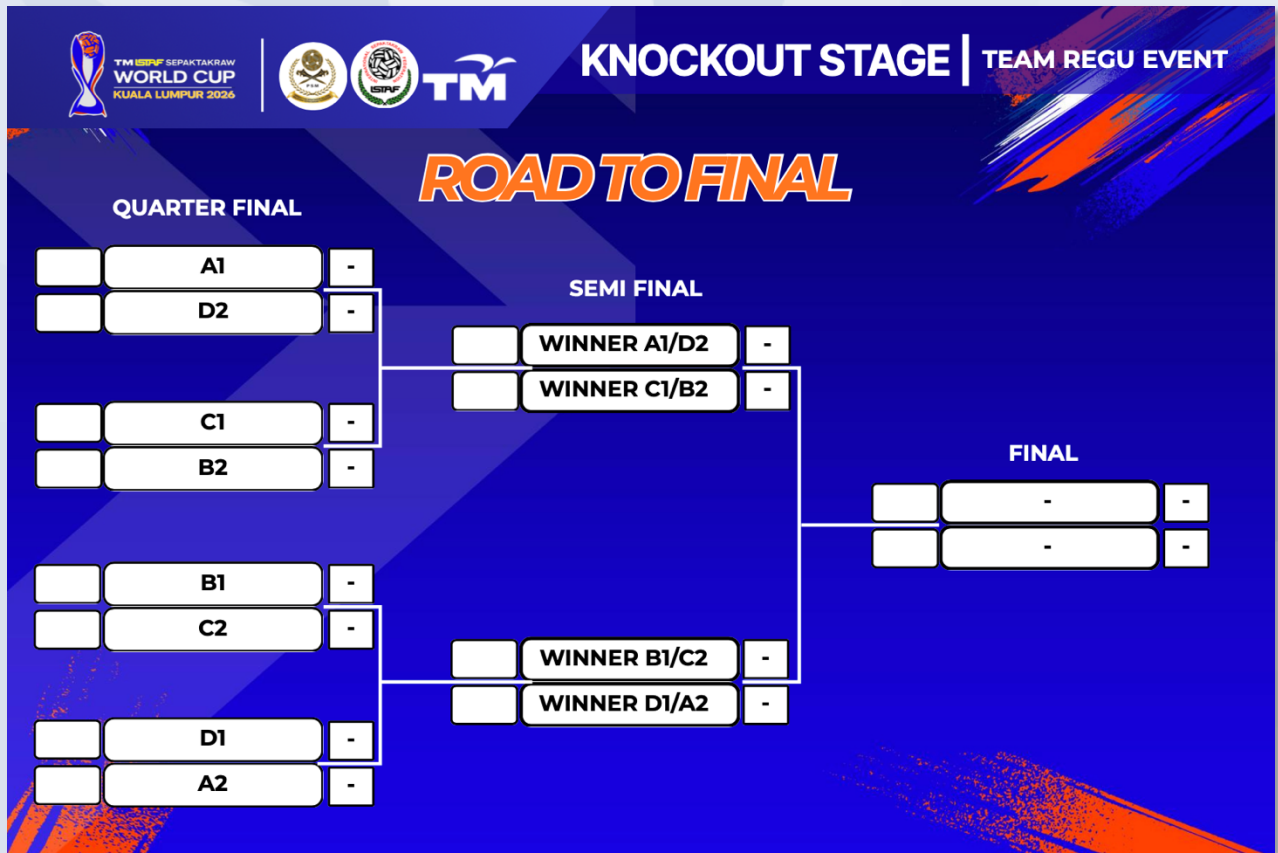 TM ISTAF SEPAKTAKRAW
WORLD CUP
KUALA LUMPUR 2026
PSM
ISTAF
TM
KNOCKOUT STAGE | TEAM REGU EVENT
ROAD TO FINAL
QUARTER FINAL
A1 -
D2 -
C1 -
B2 -
B1 -
C2 -
D1 -
A2 -
SEMI FINAL
WINNER A1/D2 -
WINNER C1/B2 -
WINNER B1/C2 -
WINNER D1/A2 -
FINAL
- -
- -